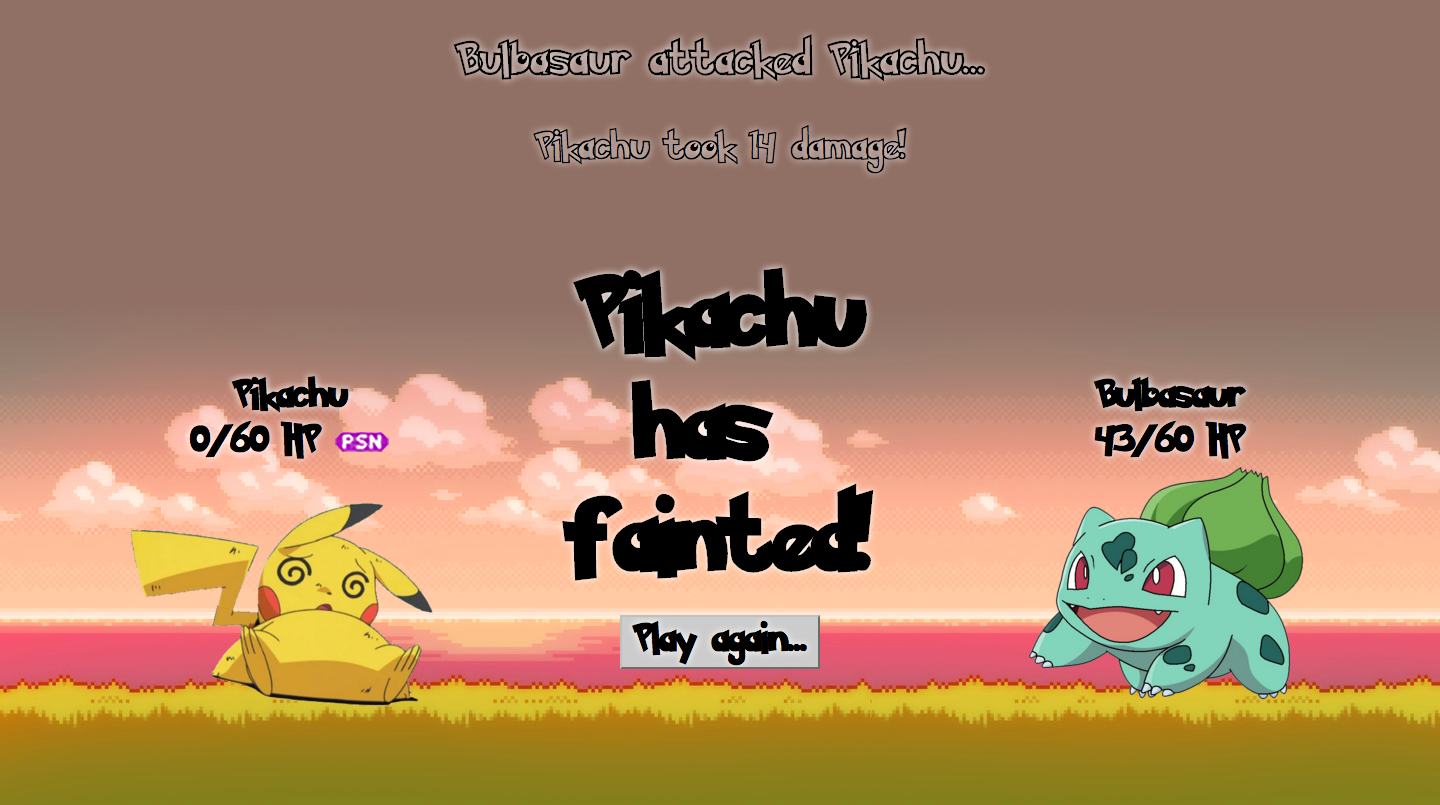 Bulbasaur attacked Pikachu...
Pikachu took 14 damage!
Pikachu
has
fainted!
Pikachu
0/60 HP PSN
Bulbasaur
43/60 HP
Play again...